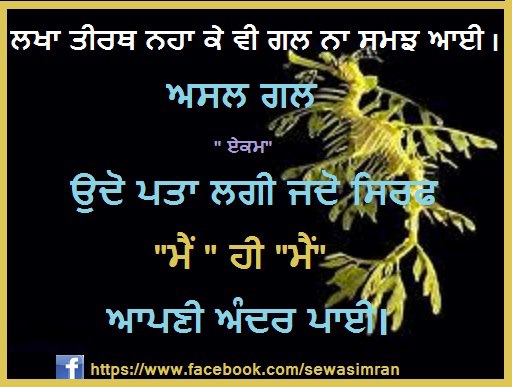 ਲਖਾ ਤੀਰਥ ਨਹਾ ਕੇ ਵੀ ਗਲ ਨਾ ਸਮਝ ਆਈ।
ਅਸਲ ਗਲ
" ਏਕਮ"
ਉਦੋ ਪਤਾ ਲਗੀ ਜਦੋ ਸਿਰਫ
"ਮੈਂ " ਹੀ "ਮੈਂ"
ਆਪਣੀ ਅੰਦਰ ਪਾਈ।
https://www.facebook.com/sewasimran